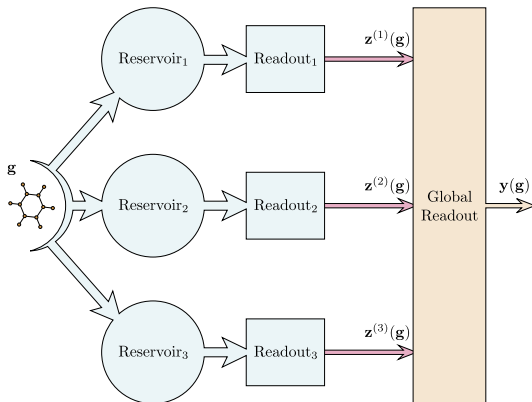 Reservoir₁
Readout₁
z⁽¹⁾(g)
g
Reservoir₂
Readout₂
z⁽²⁾(g)
Global
Readout
y(g)
Reservoir₃
Readout₃
z⁽³⁾(g)